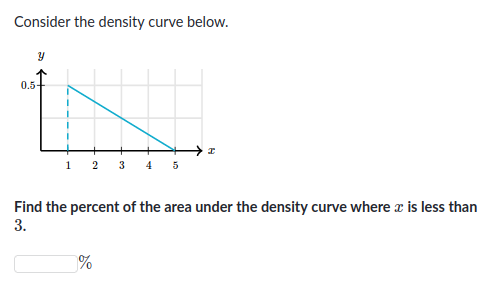 Consider the density curve below.
y
0.5
x
1 2 3 4 5
Find the percent of the area under the density curve where x is less than
3.
%